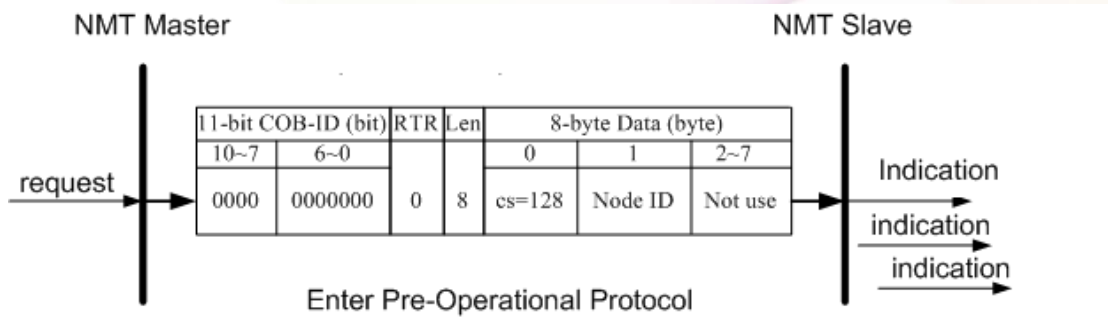 NMT Master NMT Slave
11-bit COB-ID (bit) RTR Len 8-byte Data (byte)
10~7 6~0 0 1 2~7
request 0000 0000000 0 8 cs=128 Node ID Not use Indication
indication
indication
Enter Pre-Operational Protocol